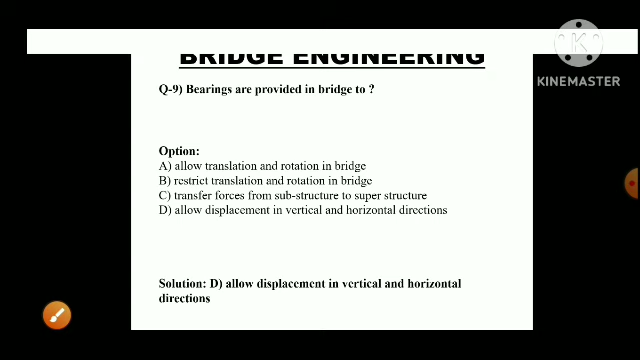 BRIDGE ENGINEERING
KINEMASTER
Q-9) Bearings are provided in bridge to ?
Option:
A) allow translation and rotation in bridge
B) restrict translation and rotation in bridge
C) transfer forces from sub-structure to super structure
D) allow displacement in vertical and horizontal directions
Solution: D) allow displacement in vertical and horizontal
directions